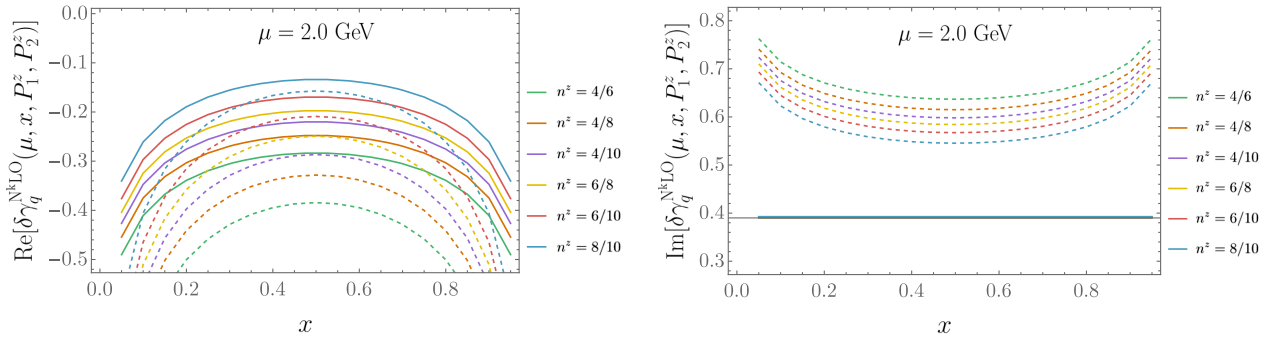 Re[δγ_q^{N^kLO}(μ, x, P_1^z, P_2^z)]
μ = 2.0 GeV
0.0
−0.1
−0.2
−0.3
−0.4
−0.5
0.0 0.2 0.4 0.6 0.8
x
n^z = 4/6
n^z = 4/8
n^z = 4/10
n^z = 6/8
n^z = 6/10
n^z = 8/10
Im[δγ_q^{N^kLO}(μ, x, P_1^z, P_2^z)]
μ = 2.0 GeV
0.8
0.7
0.6
0.5
0.4
0.3
0.0 0.2 0.4 0.6 0.8
x
n^z = 4/6
n^z = 4/8
n^z = 4/10
n^z = 6/8
n^z = 6/10
n^z = 8/10